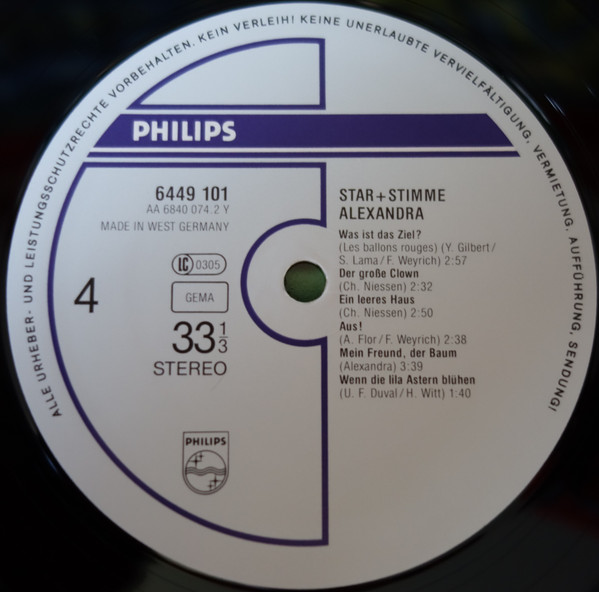 ALLE URHEBER- UND LEISTUNGSSCHUTZRECHTE VORBEHALTEN. KEIN VERLEIH! KEINE UNERLAUBTE VERVIELFÄLTIGUNG, VERMIETUNG, AUFFÜHRUNG, SENDUNG!
PHILIPS
6449 101
AA 6840 074.2 Y
MADE IN WEST GERMANY
LC 0305
GEMA
4
33 1/3
STEREO
PHILIPS
STAR+STIMME
ALEXANDRA
Was ist das Ziel?
(Les ballons rouges) (Y. Gilbert/
S. Lama/F. Weyrich) 2:57
Der große Clown
(Ch. Niessen) 2:32
Ein leeres Haus
(Ch. Niessen) 2:50
Aus!
(A. Flor/F. Weyrich) 2:38
Mein Freund, der Baum
(Alexandra) 3:39
Wenn die lila Astern blühen
(U. F. Duval/H. Witt) 1:40